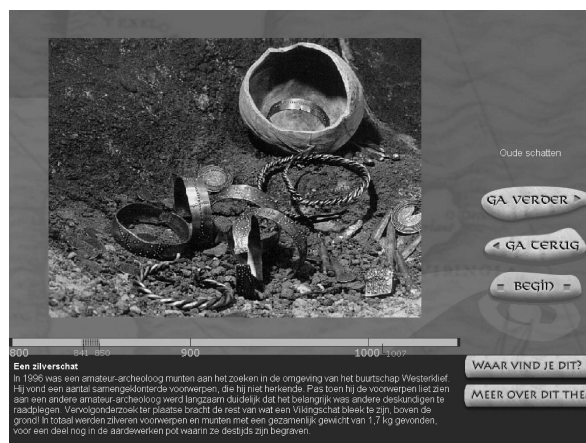 Oude schatten
GA VERDER
GA TERUG
BEGIN
800 841 850 900 1000 1007
Een zilverschat
In 1996 was een amateur-archeoloog munten aan het zoeken in de omgeving van het buurtschap Westerklief.
Hij vond een aantal samengeklonterde voorwerpen, die hij niet herkende. Pas toen hij de voorwerpen liet zien
aan een andere amateur-archeoloog werd langzaam duidelijk dat het belangrijk was andere deskundigen te
raadplegen. Vervolgonderzoek ter plaatse bracht de rest van wat een Vikingschat bleek te zijn, boven de
grond! In totaal werden zilveren voorwerpen en munten met een gezamenlijk gewicht van 1,7 kg gevonden,
voor een deel nog in de aardewerken pot waarin ze destijds zijn begraven.
WAAR VIND JE DIT?
MEER OVER DIT THE